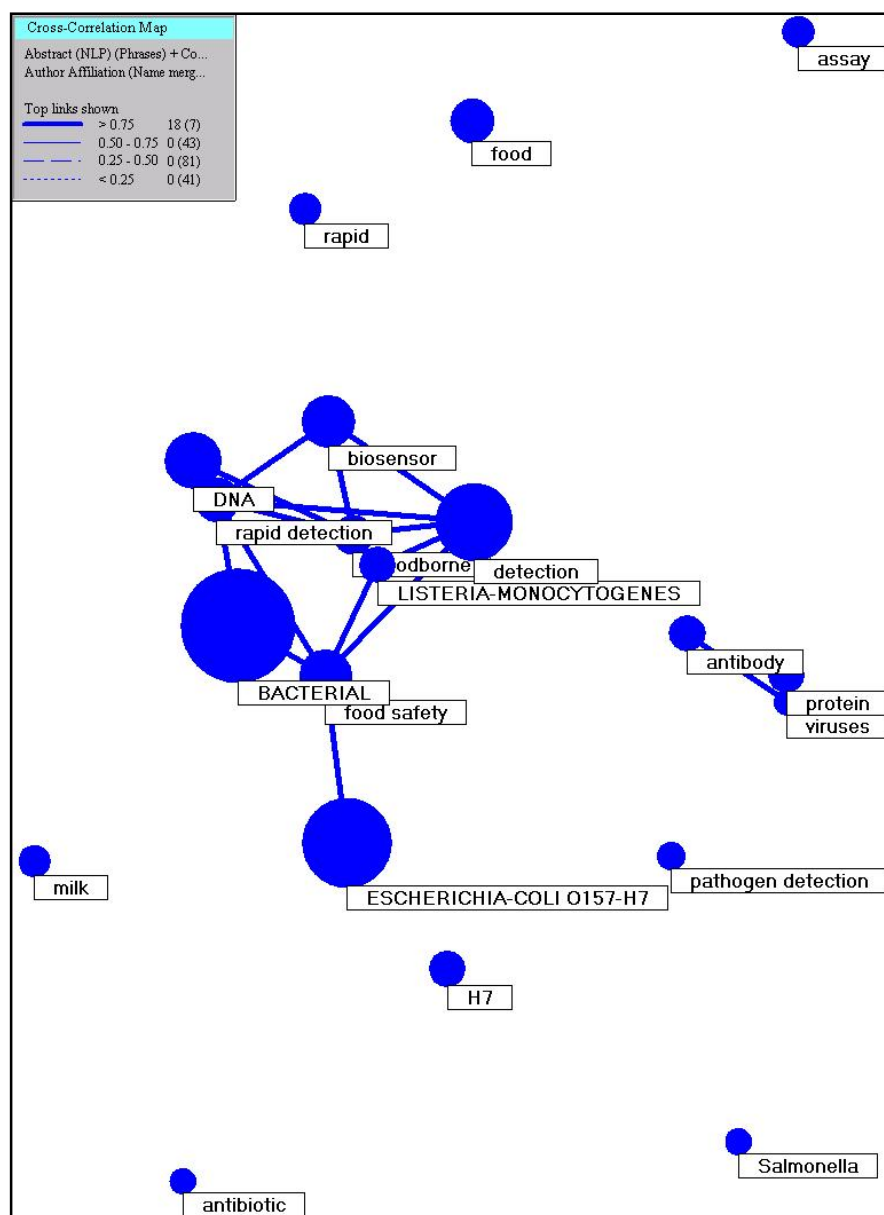 Cross-Correlation Map
Abstract (NLP) (Phrases) + Co...
Author Affiliation (Name merg...
Top links shown
> 0.75 18 (7)
0.50 - 0.75 0 (43)
0.25 - 0.50 0 (81)
< 0.25 0 (41)
assay
food
rapid
biosensor
DNA
rapid detection
odborne
detection
LISTERIA-MONOCYTOGENES
antibody
BACTERIAL
protein
food safety
viruses
milk
pathogen detection
ESCHERICHIA-COLI O157-H7
H7
Salmonella
antibiotic